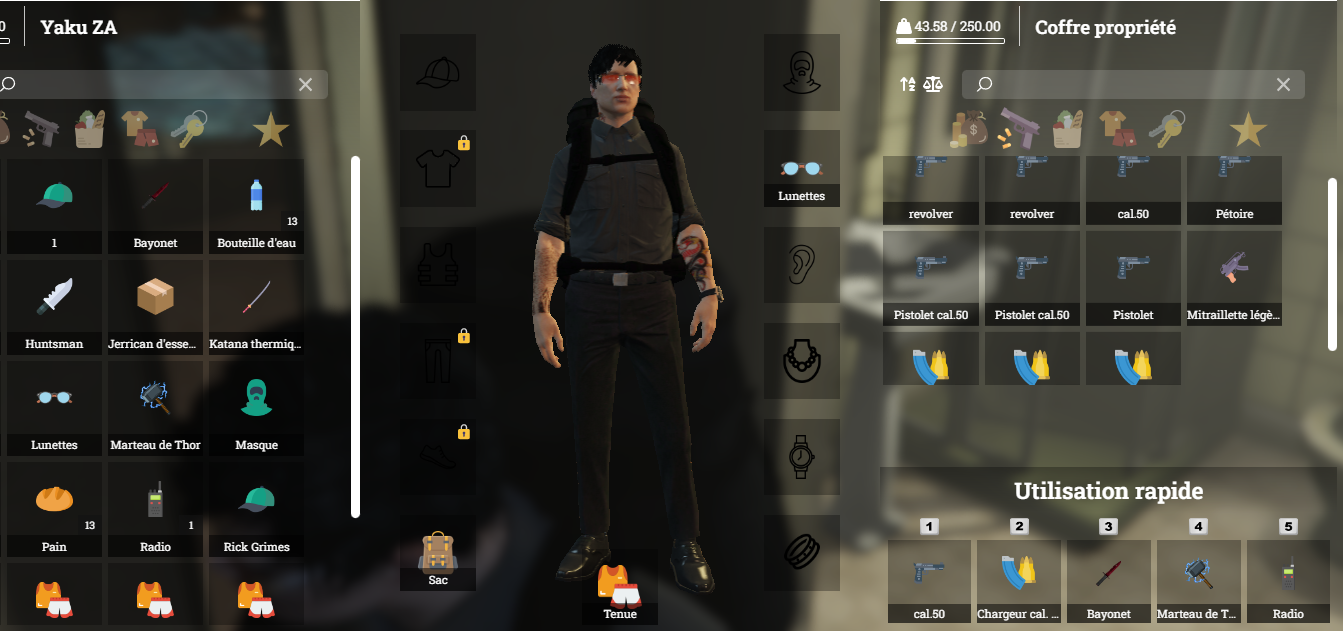 0
Yaku ZA
43.58 / 250.00
Coffre propriété
Lunettes
revolver
revolver
cal.50
Pétoire
1
Bayonet
13
Bouteille d'eau
Pistolet cal.50
Pistolet cal.50
Pistolet
Mitraillette légè...
Huntsman
Jerrican d'esse...
Katana thermiq...
Lunettes
Marteau de Thor
Masque
Utilisation rapide
13
Pain
1
Radio
Rick Grimes
1
2
3
4
5
Sac
Tenue
cal.50
Chargeur cal. ...
Bayonet
Marteau de T...
Radio